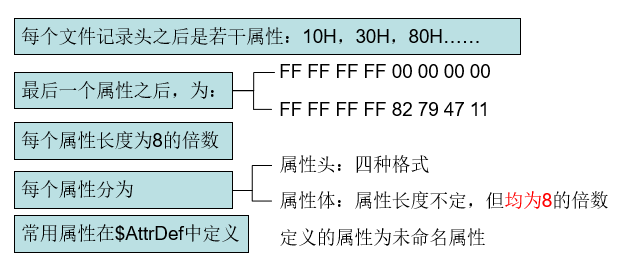 每个文件记录头之后是若干属性：10H，30H，80H……
最后一个属性之后，为：
FF FF FF FF 00 00 00 00
FF FF FF FF 82 79 47 11
每个属性长度为8的倍数
每个属性分为
属性头：四种格式
属性体：属性长度不定，但均为8的倍数
常用属性在$AttrDef中定义
定义的属性为未命名属性